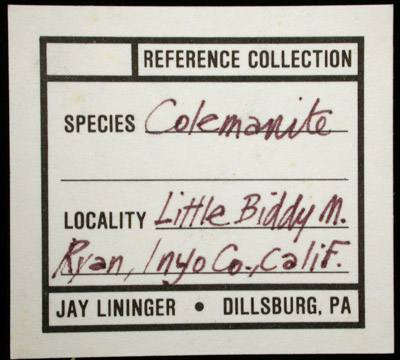 REFERENCE COLLECTION
SPECIES Colemanite
LOCALITY Little Biddy M.
Ryan, Inyo Co., Calif.
JAY LININGER • DILLSBURG, PA